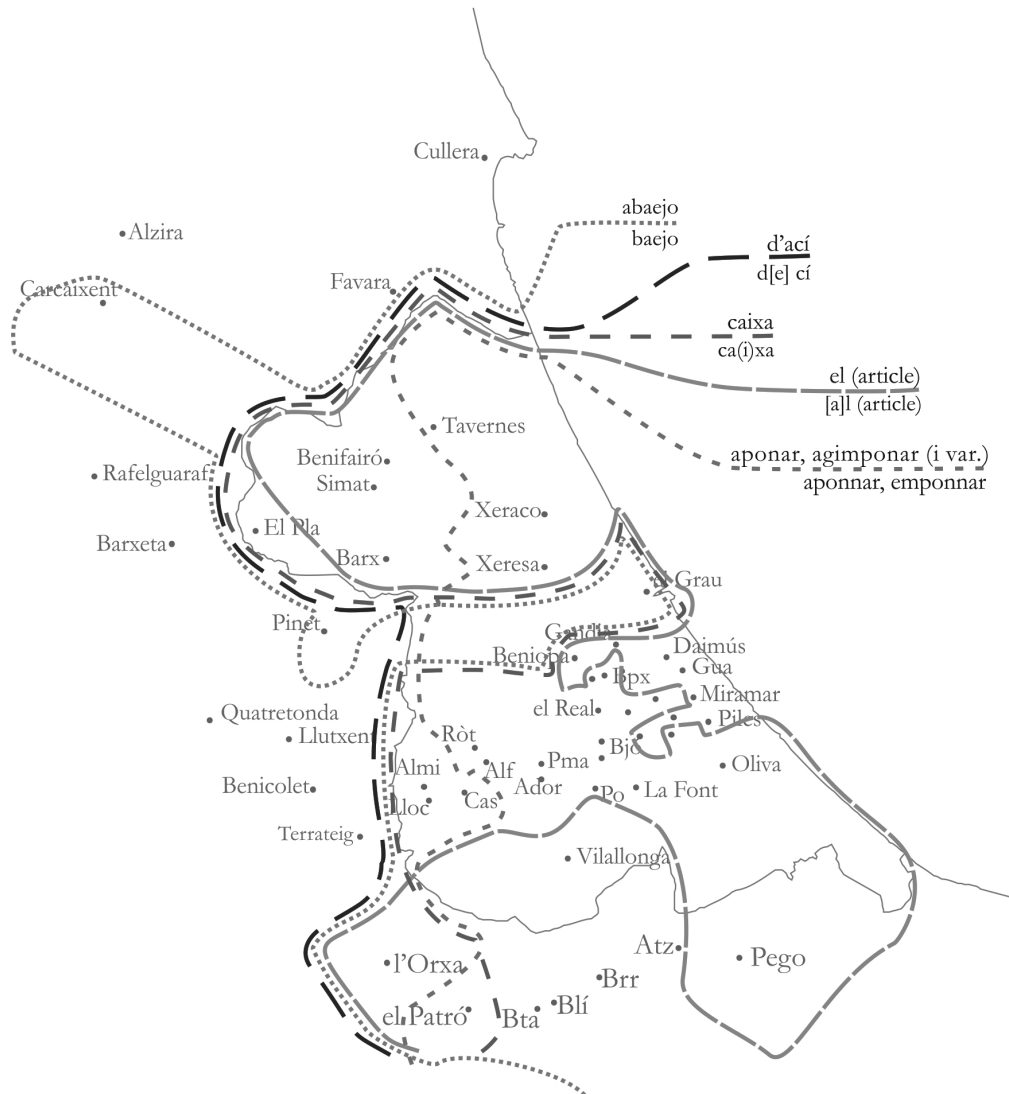 Cullera
abaejo
baejo
Alzira
d'ací
d[e] cí
Favara
Carcaixent
caixa
ca(i)xa
el (article)
[a]l (article)
Tavernes
aponar, agimponar (i var.)
aponnar, emponnar
Benifairó
Simat
Rafelguaraf
Xeraco
El Pla
Barxeta
Barx
Xeresa
el Grau
Pinet
Gandia
Daimús
Beniopa
Gua
Bpx
Miramar
el Real
Quatretonda
Piles
Llutxent
Ròt
Bjo
Almi
Alf
Pma
Oliva
Benicolet
Ador
La Font
Lloc
Cas
Po
Terrateig
Vilallonga
Atz
Pego
l'Orxa
Brr
el Patró
Bta
Blí